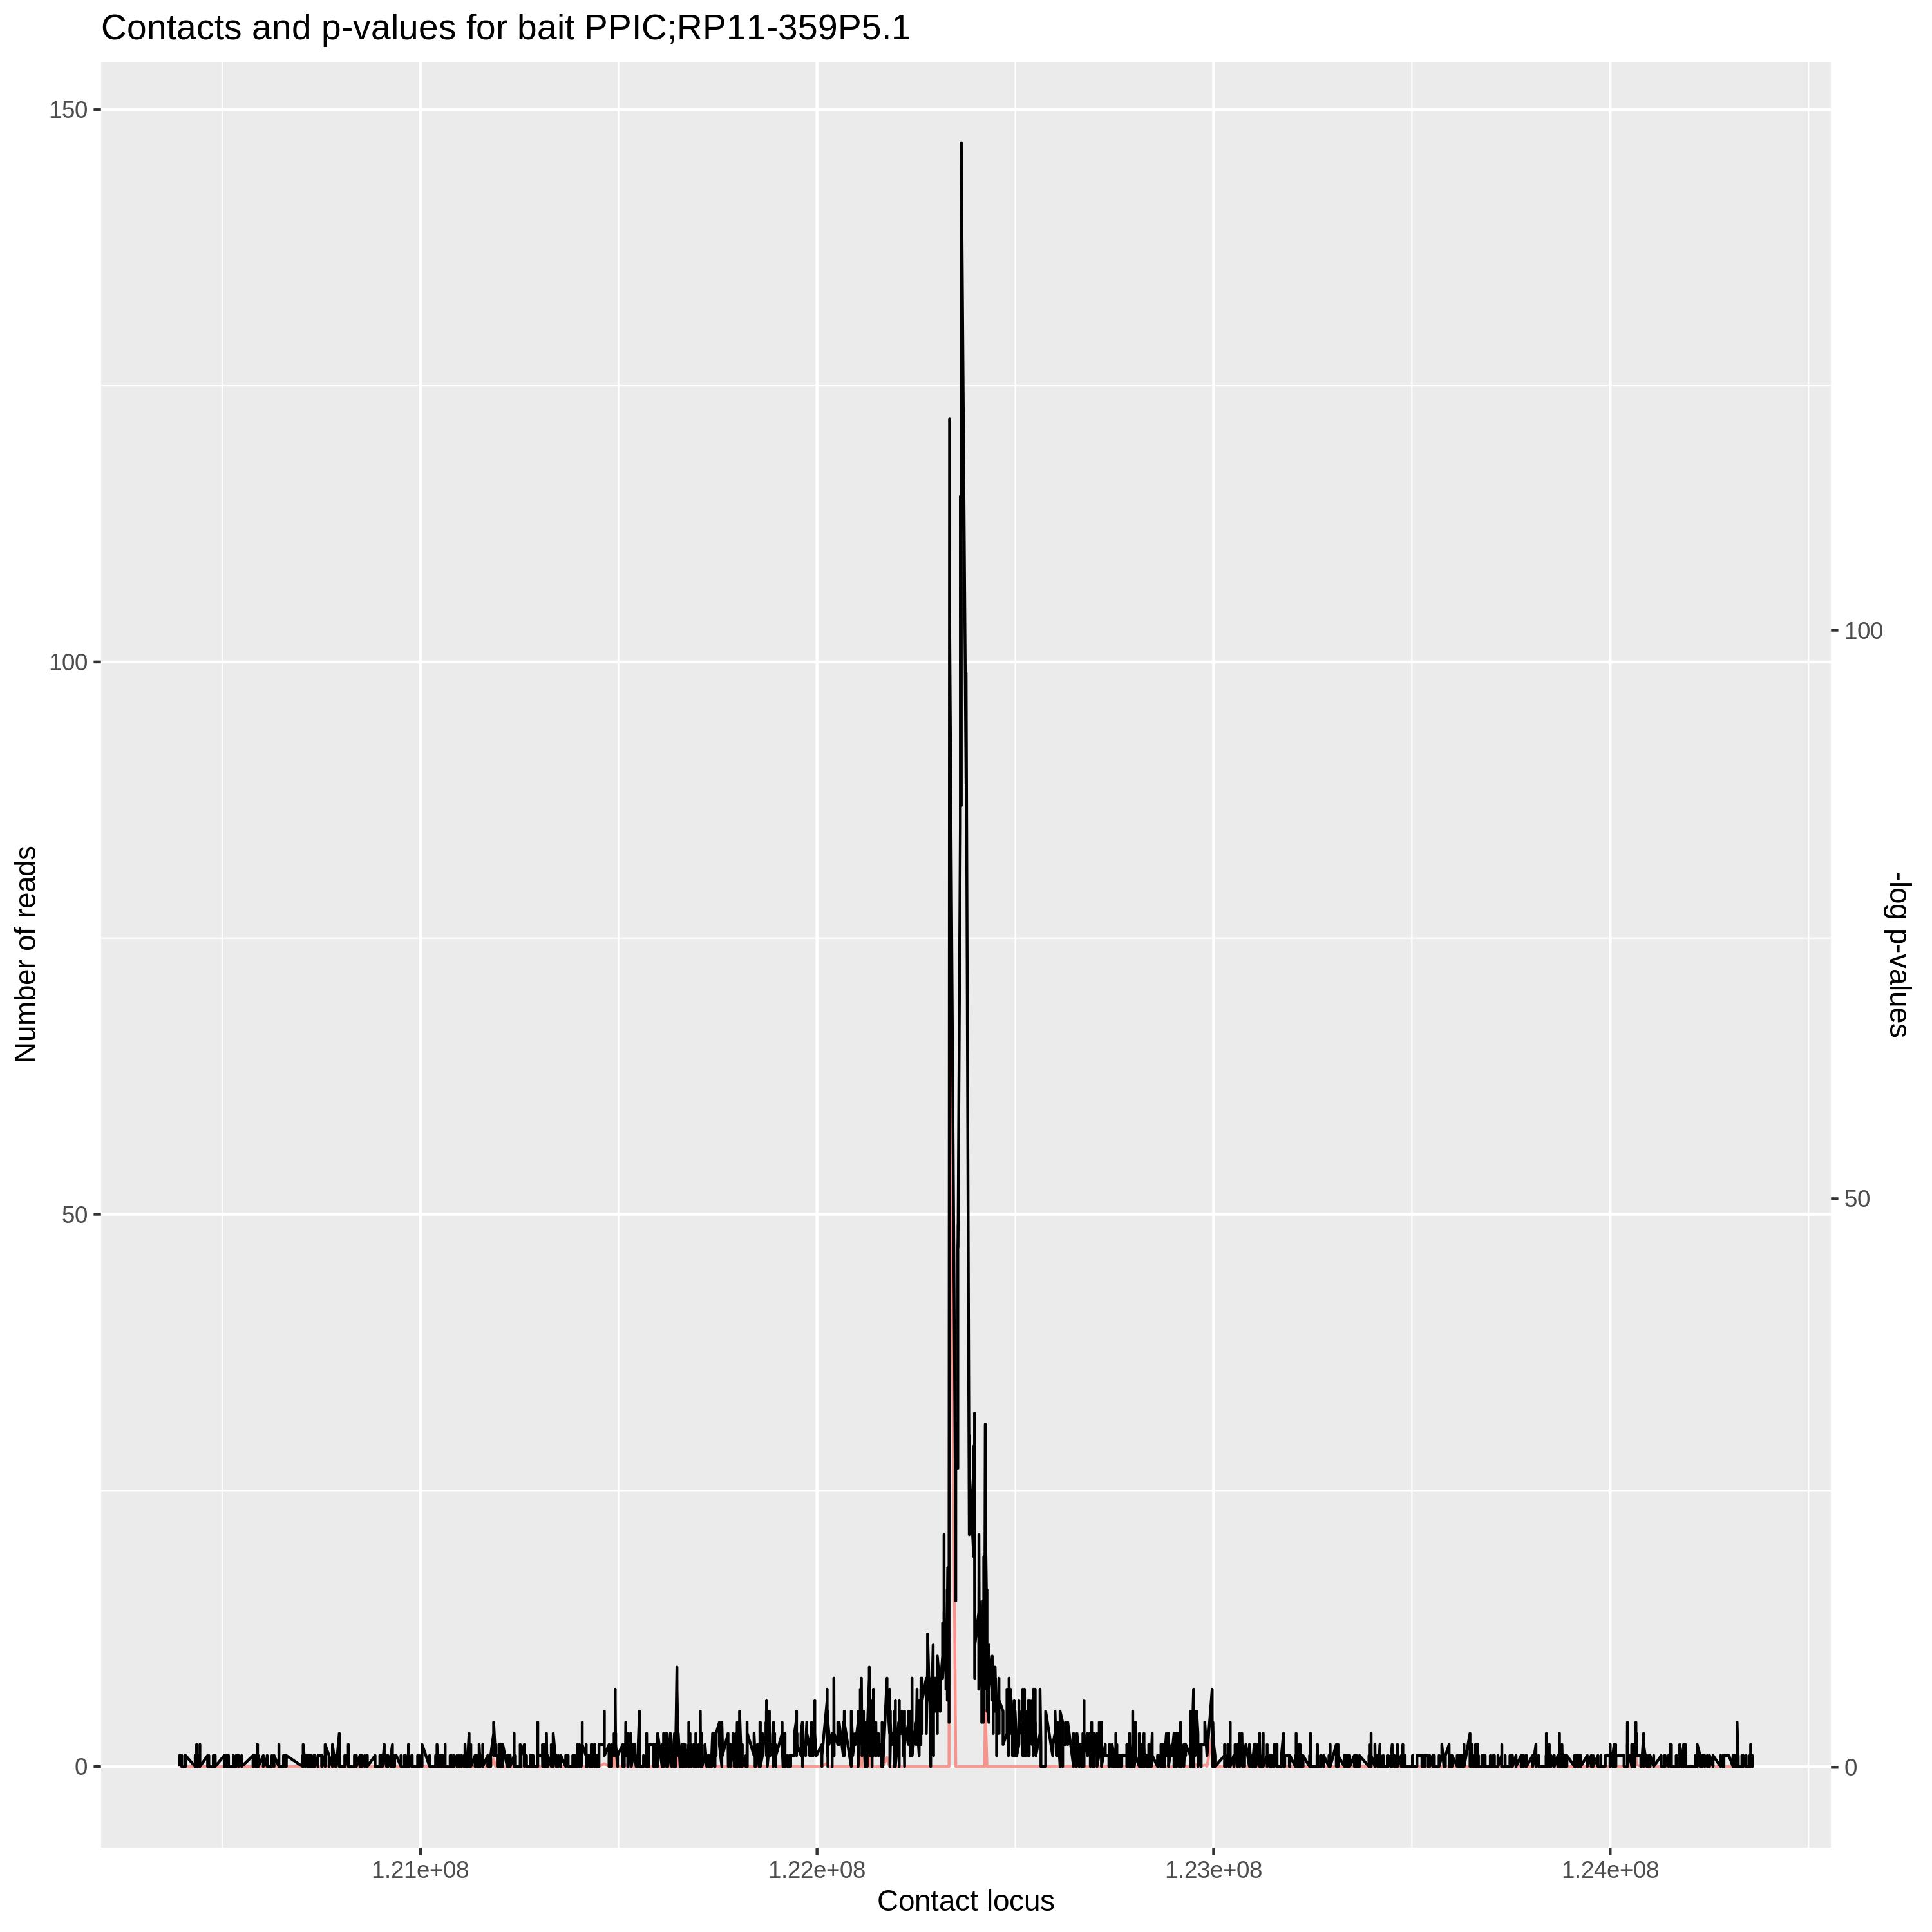 Contacts and p-values for bait PPIC;RP11-359P5.1
150
100
50
0
Number of reads
100
50
0
-log p-values
1.21e+08 1.22e+08 1.23e+08 1.24e+08
Contact locus